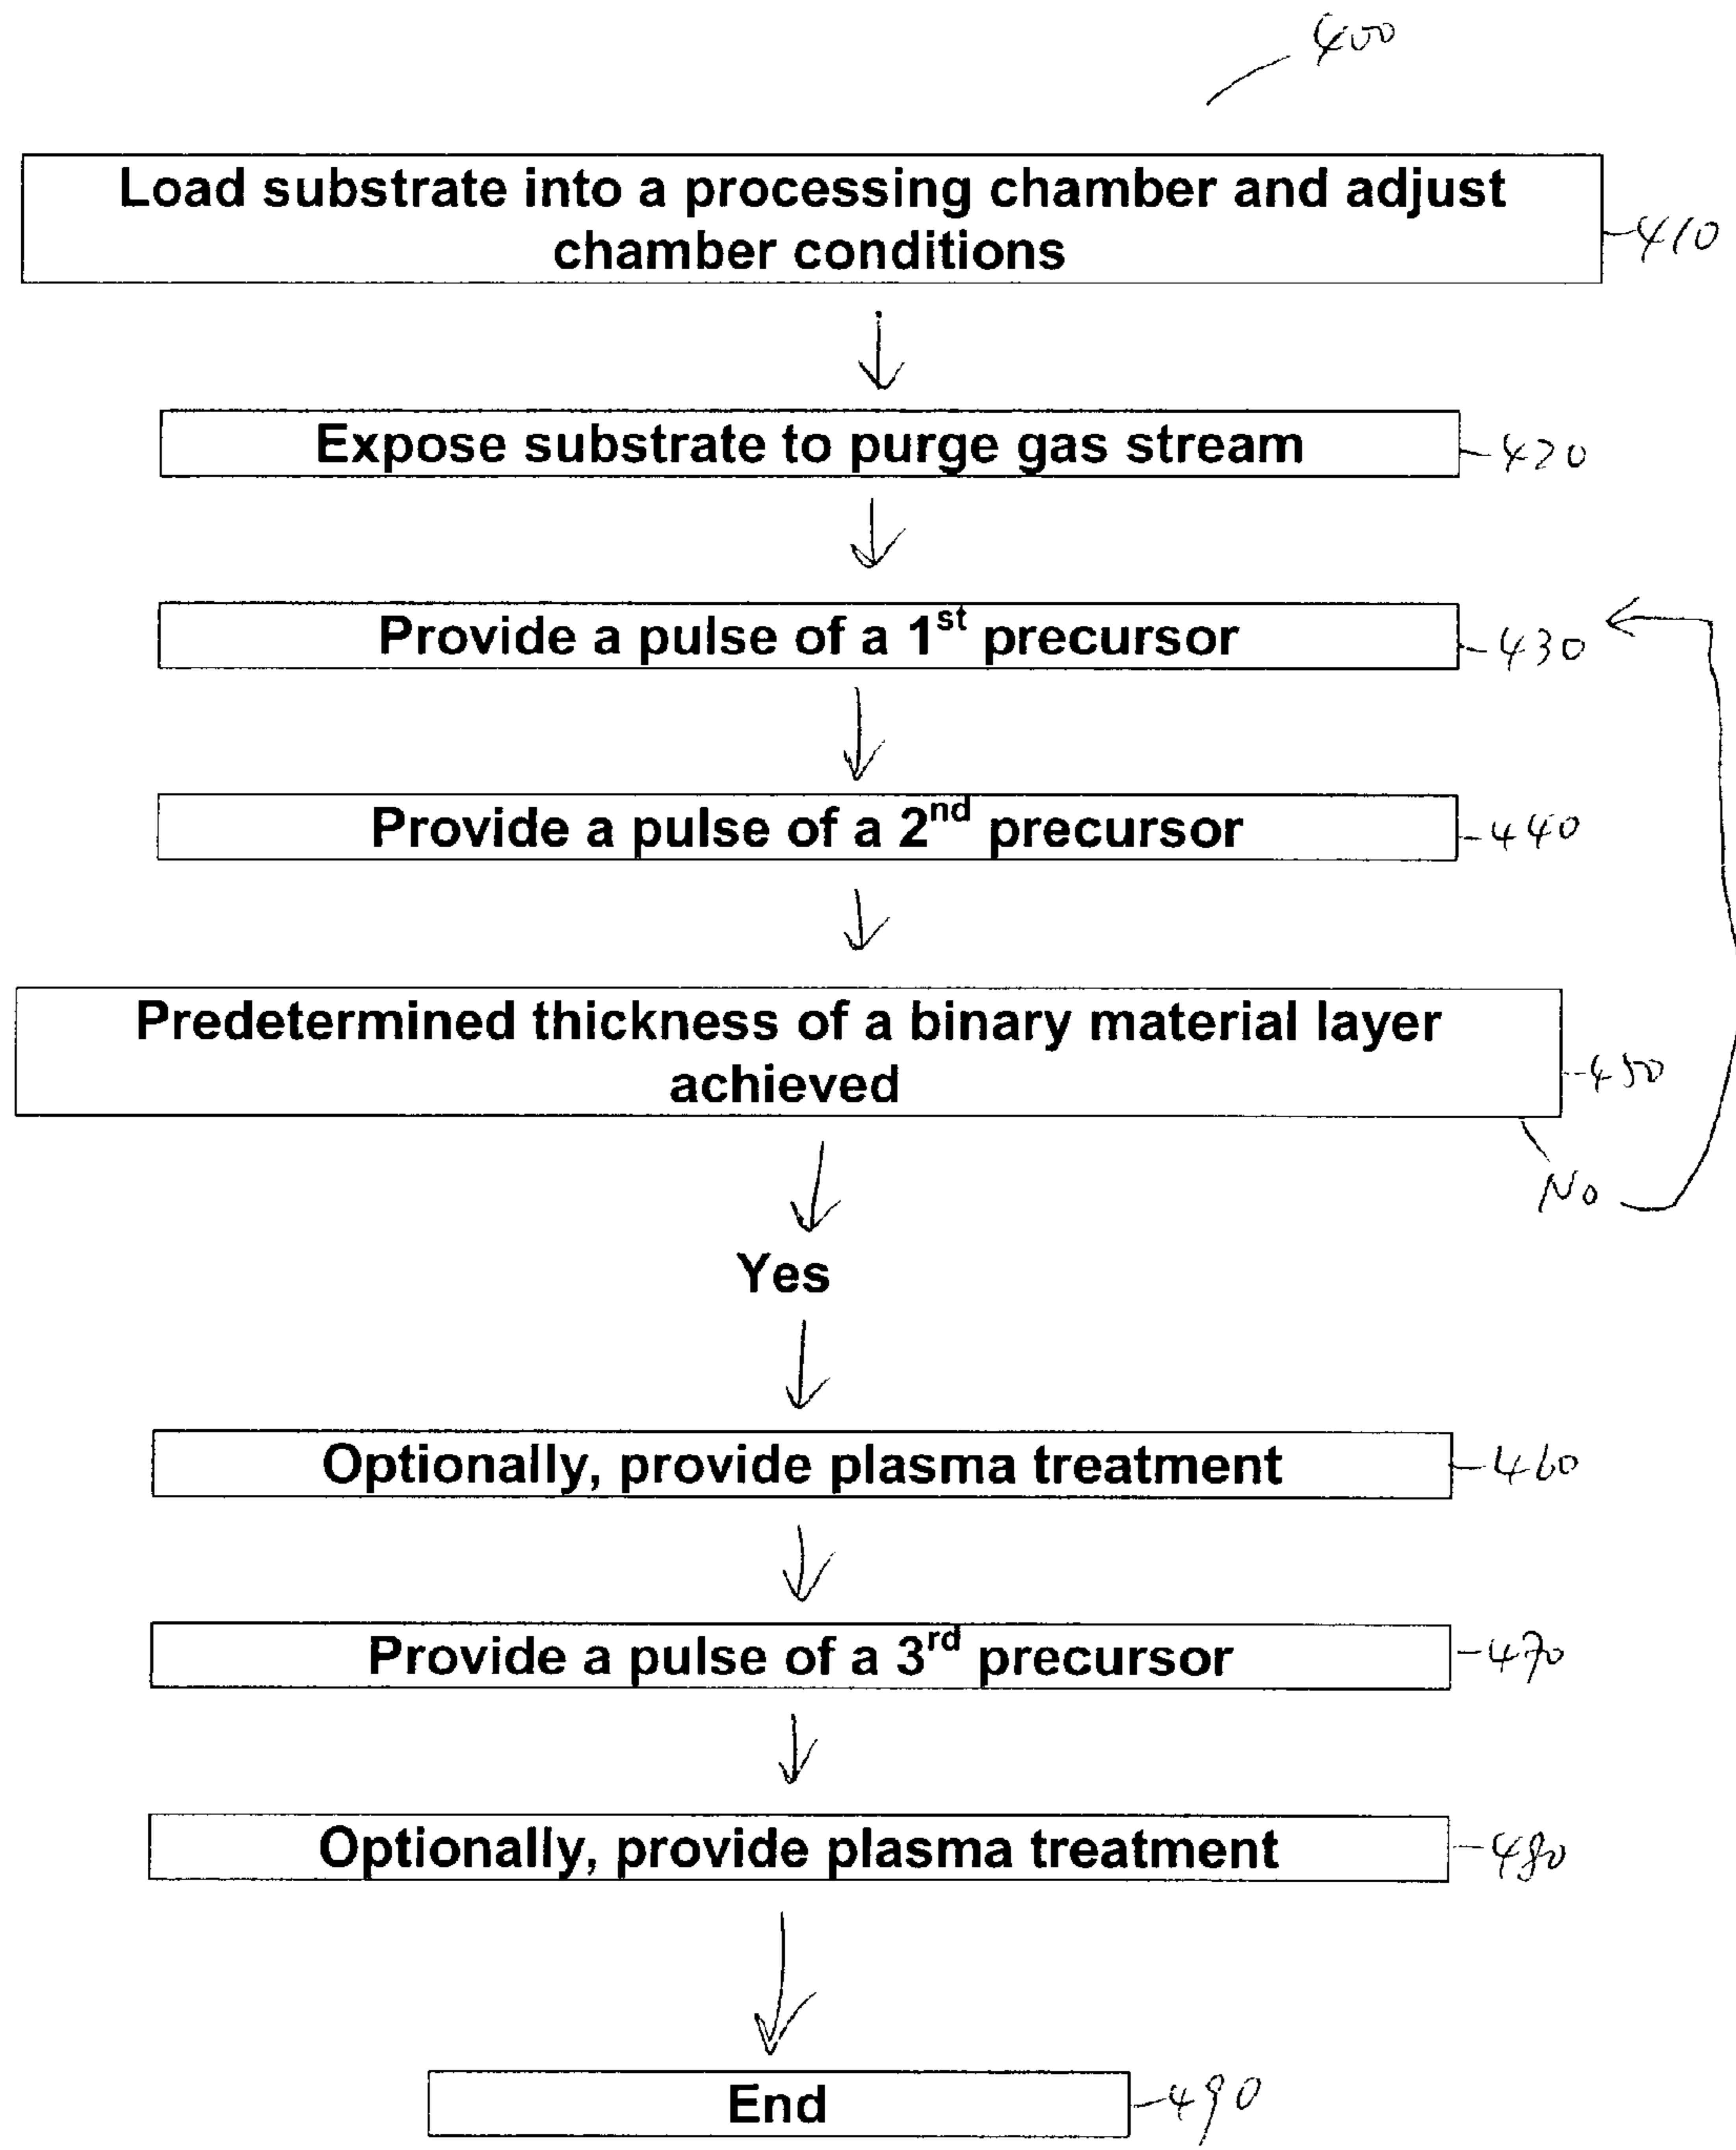 400
Load substrate into a processing chamber and adjust
chamber conditions
410
Expose substrate to purge gas stream
420
Provide a pulse of a 1st precursor
430
Provide a pulse of a 2nd precursor
440
Predetermined thickness of a binary material layer
achieved
450
No
Yes
Optionally, provide plasma treatment
460
Provide a pulse of a 3rd precursor
470
Optionally, provide plasma treatment
480
End
490